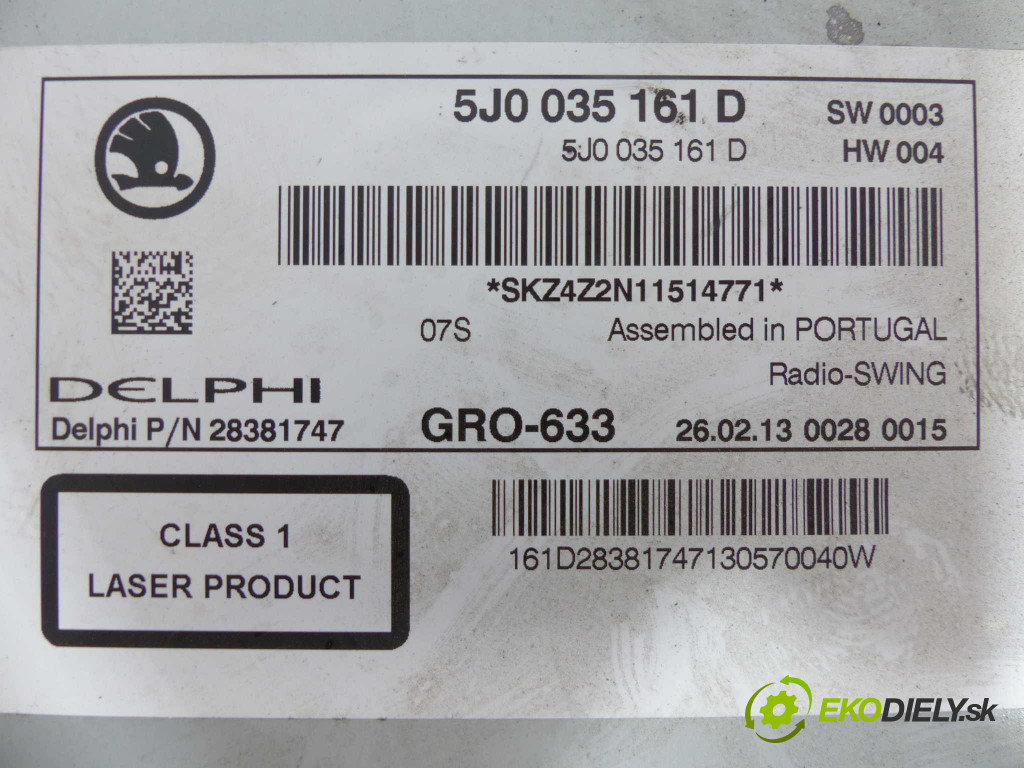 5J0 035 161 D
SW 0003
5J0 035 161 D
HW 004
*SKZ4Z2N11514771*
07S
Assembled in PORTUGAL
Radio-SWING
DELPHI
Delphi P/N 28381747
GRO-633
26.02.13 0028 0015
CLASS 1
LASER PRODUCT
161D28381747130570040W
EKODIELY.sk